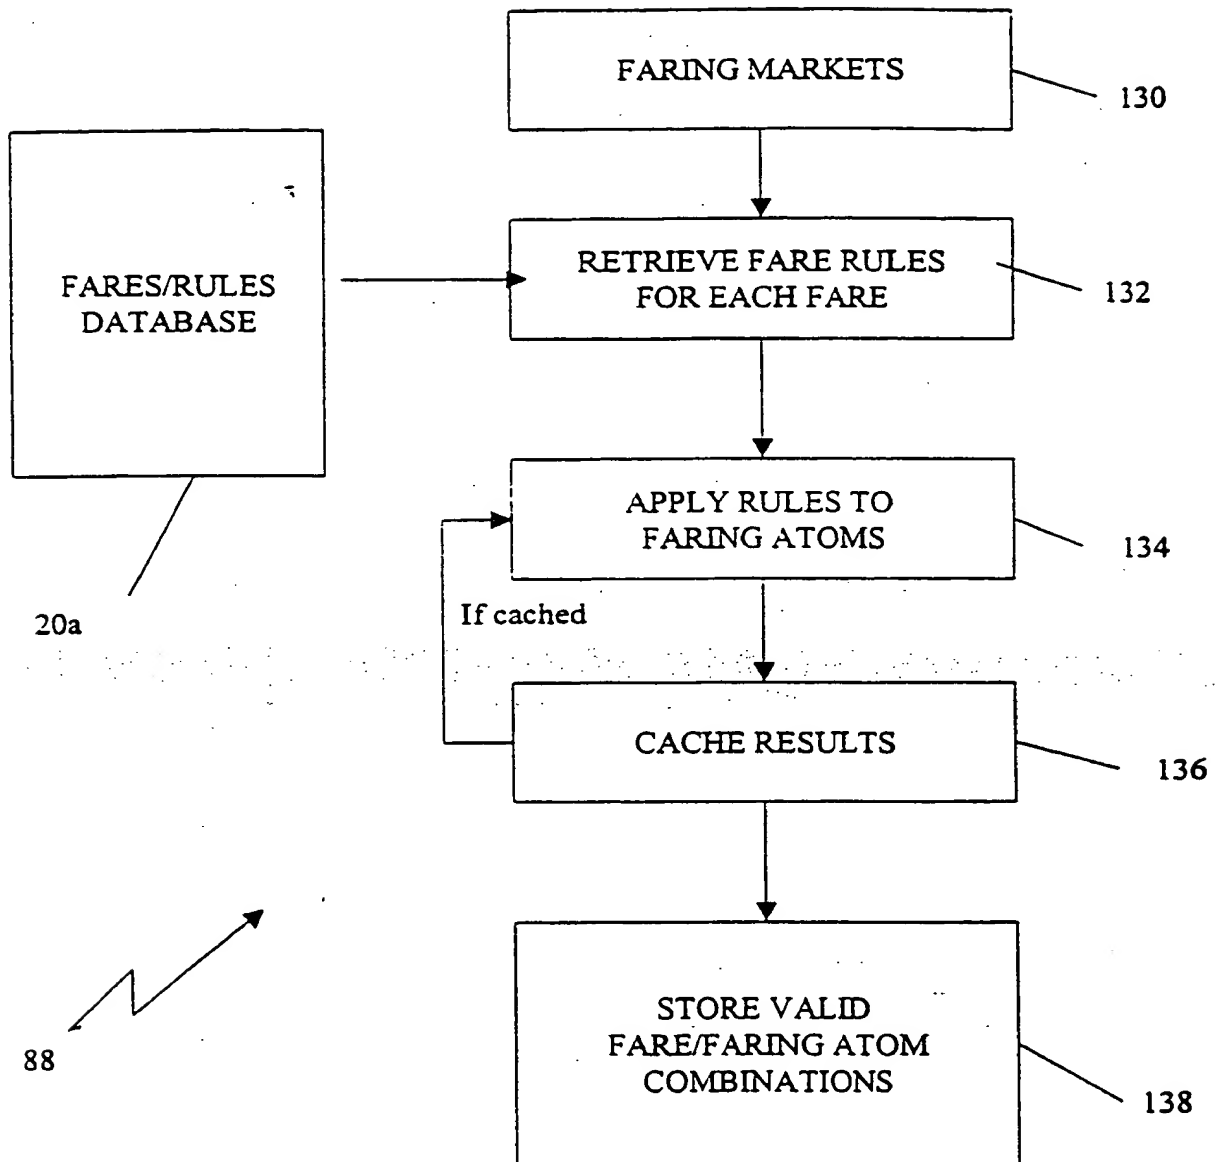 FARING MARKETS
130
FARES/RULES
DATABASE
20a
RETRIEVE FARE RULES
FOR EACH FARE
132
APPLY RULES TO
FARING ATOMS
134
If cached
CACHE RESULTS
136
STORE VALID
FARE/FARING ATOM
COMBINATIONS
138
88